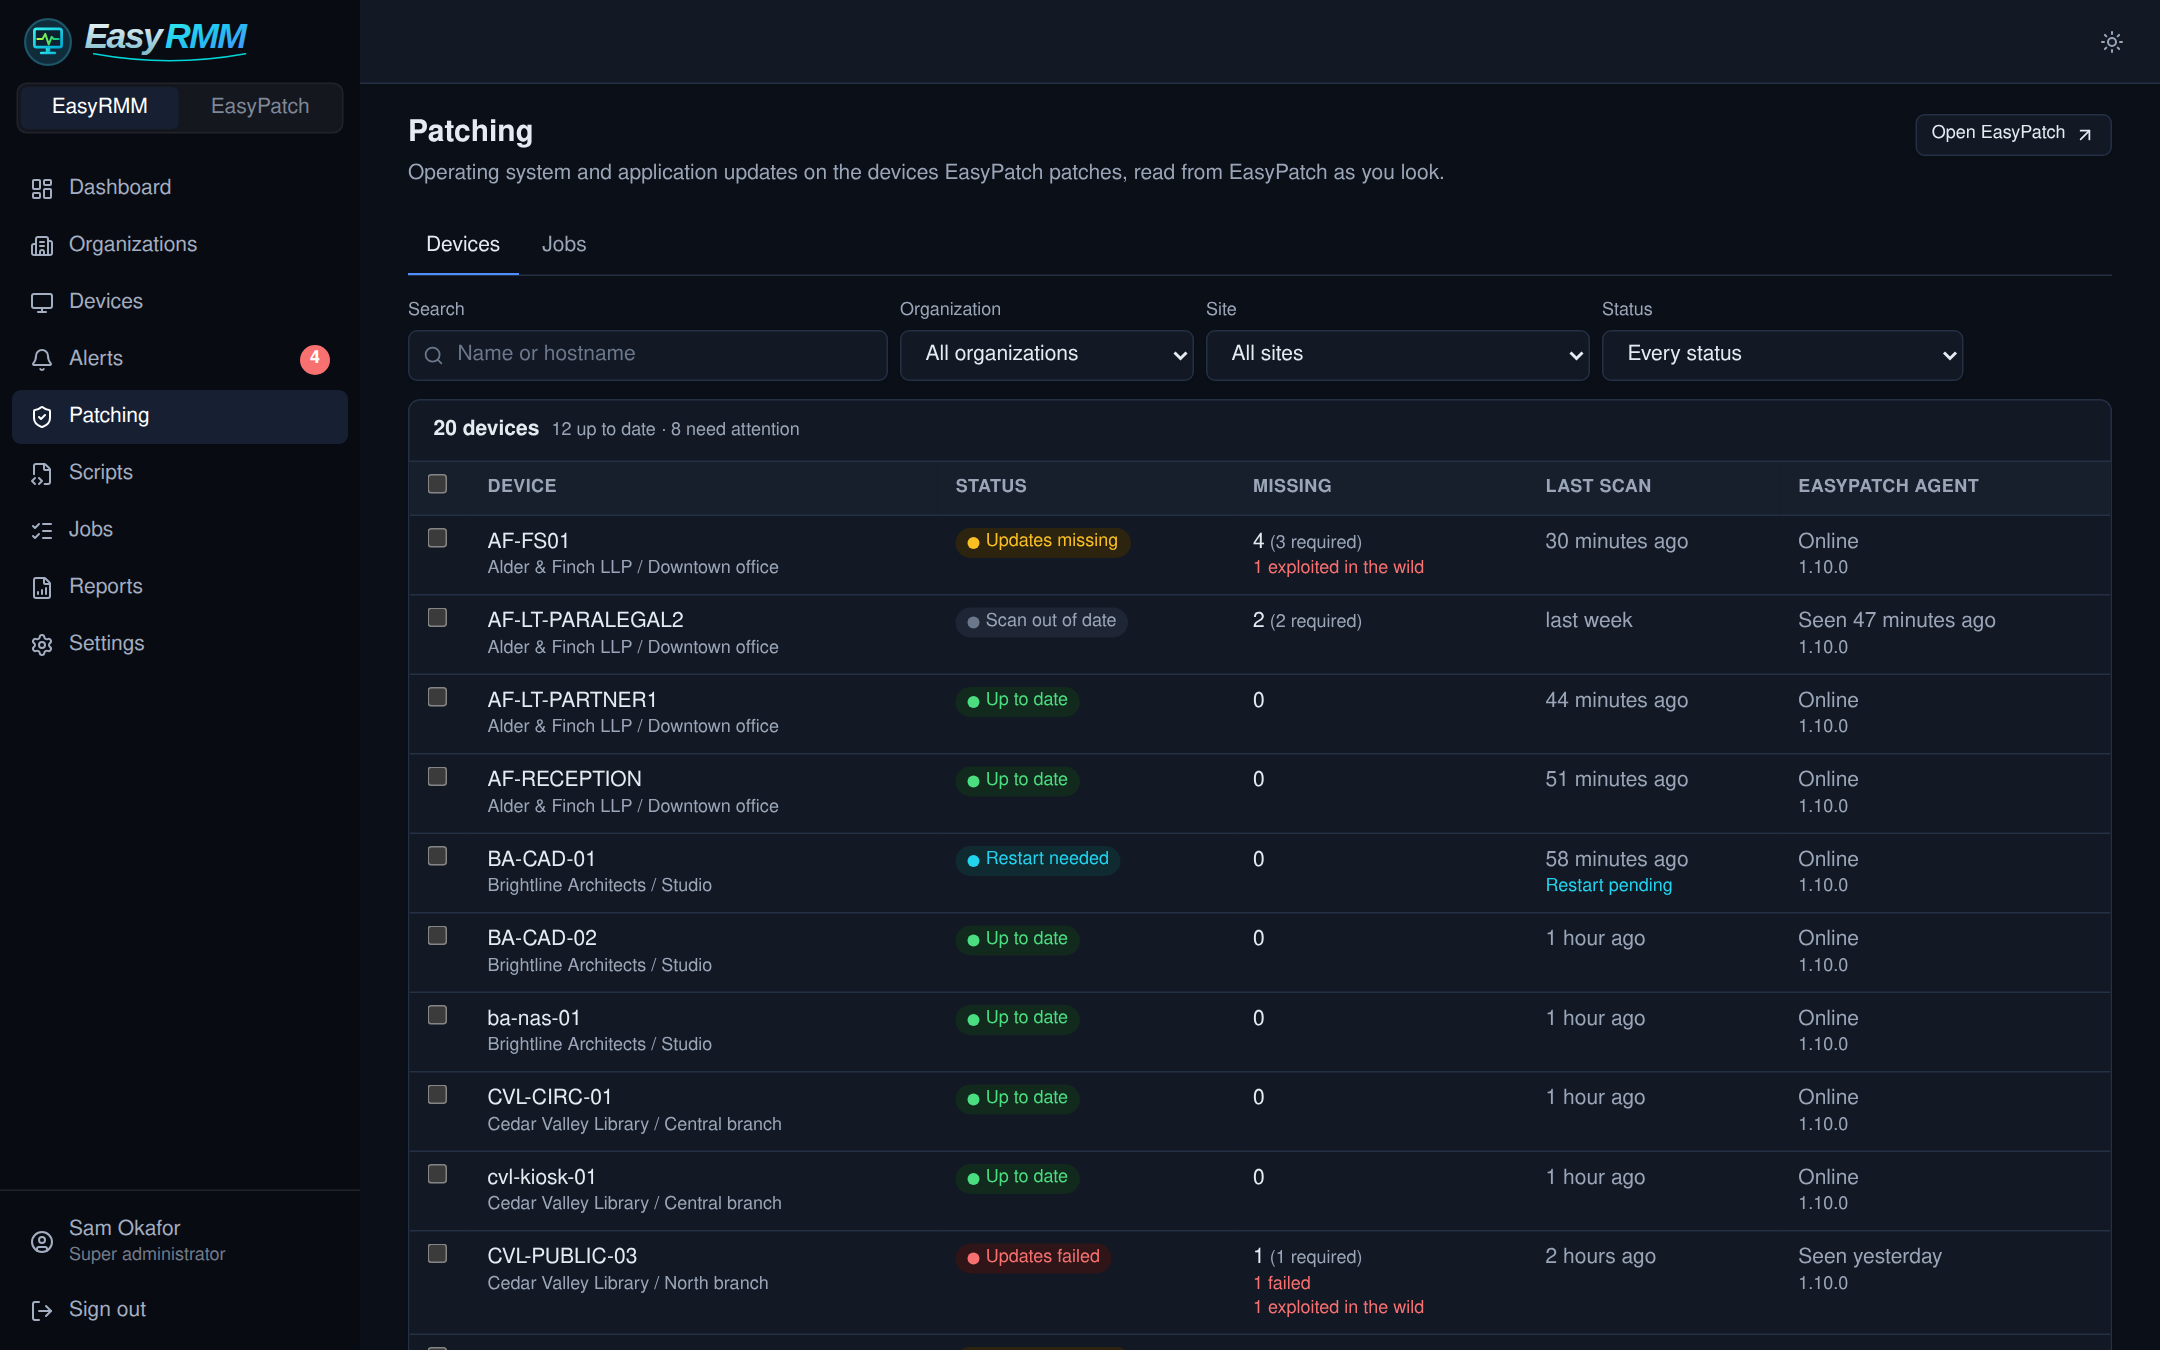 EasyRMM
EasyRMM
EasyPatch
Dashboard
Organizations
Devices
Alerts
4
Patching
Scripts
Jobs
Reports
Settings
Sam Okafor
Super administrator
Sign out
Patching
Operating system and application updates on the devices EasyPatch patches, read from EasyPatch as you look.
Open EasyPatch
Devices
Jobs
Search
Organization
Site
Status
Name or hostname
All organizations
All sites
Every status
20 devices 12 up to date · 8 need attention
DEVICE STATUS MISSING LAST SCAN EASYPATCH AGENT
AF-FS01 Updates missing 4 (3 required) 30 minutes ago Online
Alder & Finch LLP / Downtown office 1 exploited in the wild 1.10.0
AF-LT-PARALEGAL2 Scan out of date 2 (2 required) last week Seen 47 minutes ago
Alder & Finch LLP / Downtown office 1.10.0
AF-LT-PARTNER1 Up to date 0 44 minutes ago Online
Alder & Finch LLP / Downtown office 1.10.0
AF-RECEPTION Up to date 0 51 minutes ago Online
Alder & Finch LLP / Downtown office 1.10.0
BA-CAD-01 Restart needed 0 58 minutes ago Online
Brightline Architects / Studio Restart pending 1.10.0
BA-CAD-02 Up to date 0 1 hour ago Online
Brightline Architects / Studio 1.10.0
ba-nas-01 Up to date 0 1 hour ago Online
Brightline Architects / Studio 1.10.0
CVL-CIRC-01 Up to date 0 1 hour ago Online
Cedar Valley Library / Central branch 1.10.0
cvl-kiosk-01 Up to date 0 1 hour ago Online
Cedar Valley Library / Central branch 1.10.0
CVL-PUBLIC-03 Updates failed 1 (1 required) 2 hours ago Seen yesterday
Cedar Valley Library / North branch 1 failed 1.10.0
1 exploited in the wild